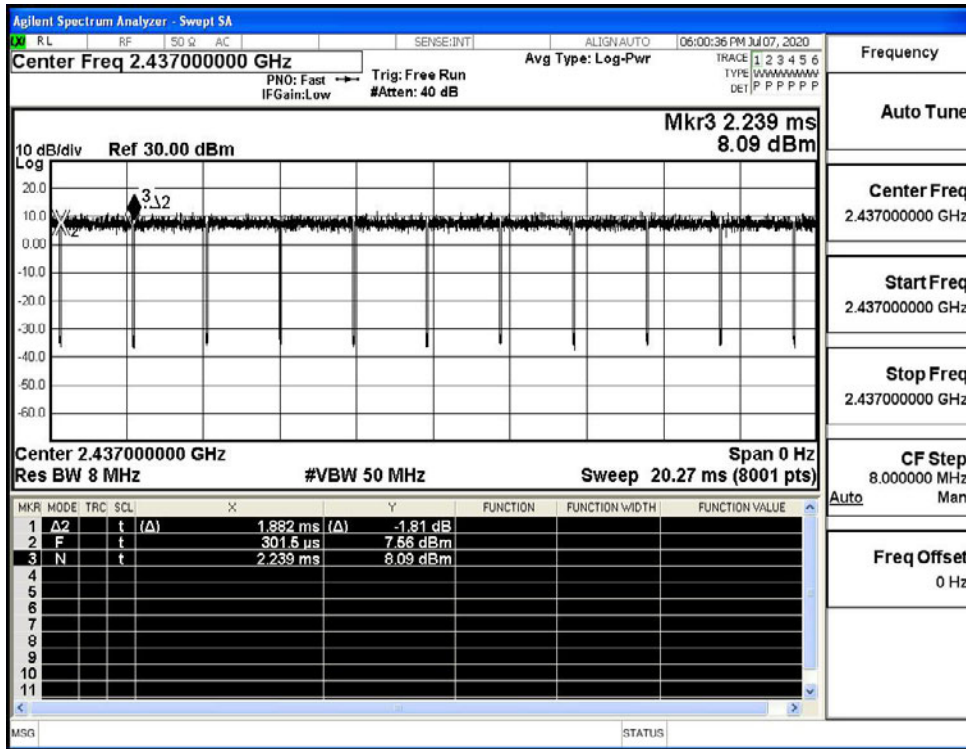 Agilent Spectrum Analyzer - Swept SA
RL RF 50 Ω AC SENSE:INT ALIGNAUTO 06:00:36 PM Jul 07, 2020
Center Freq 2.437000000 GHz
PNO: Fast
IFGain:Low
Trig: Free Run
#Atten: 40 dB
Avg Type: Log-Pwr
TRACE 1 2 3 4 5 6
TYPE WWWWWW
DET P P P P P P
Mkr3 2.239 ms
8.09 dBm
10 dB/div Ref 30.00 dBm
Log
20.0
10.0
0.00
-10.0
-20.0
-30.0
-40.0
-50.0
-60.0
3
Δ2
2
Center 2.437000000 GHz Span 0 Hz
Res BW 8 MHz #VBW 50 MHz Sweep 20.27 ms (8001 pts)
MKR MODE TRC SCL X Y FUNCTION FUNCTION WIDTH FUNCTION VALUE
1 Δ2 t (Δ) 1.882 ms (Δ) -1.81 dB
2 F t 301.5 µs 7.56 dBm
3 N t 2.239 ms 8.09 dBm
4
5
6
7
8
9
10
11
MSG STATUS
Frequency
Auto Tune
Center Freq
2.437000000 GHz
Start Freq
2.437000000 GHz
Stop Freq
2.437000000 GHz
CF Step
8.000000 MHz
Auto Man
Freq Offset
0 Hz